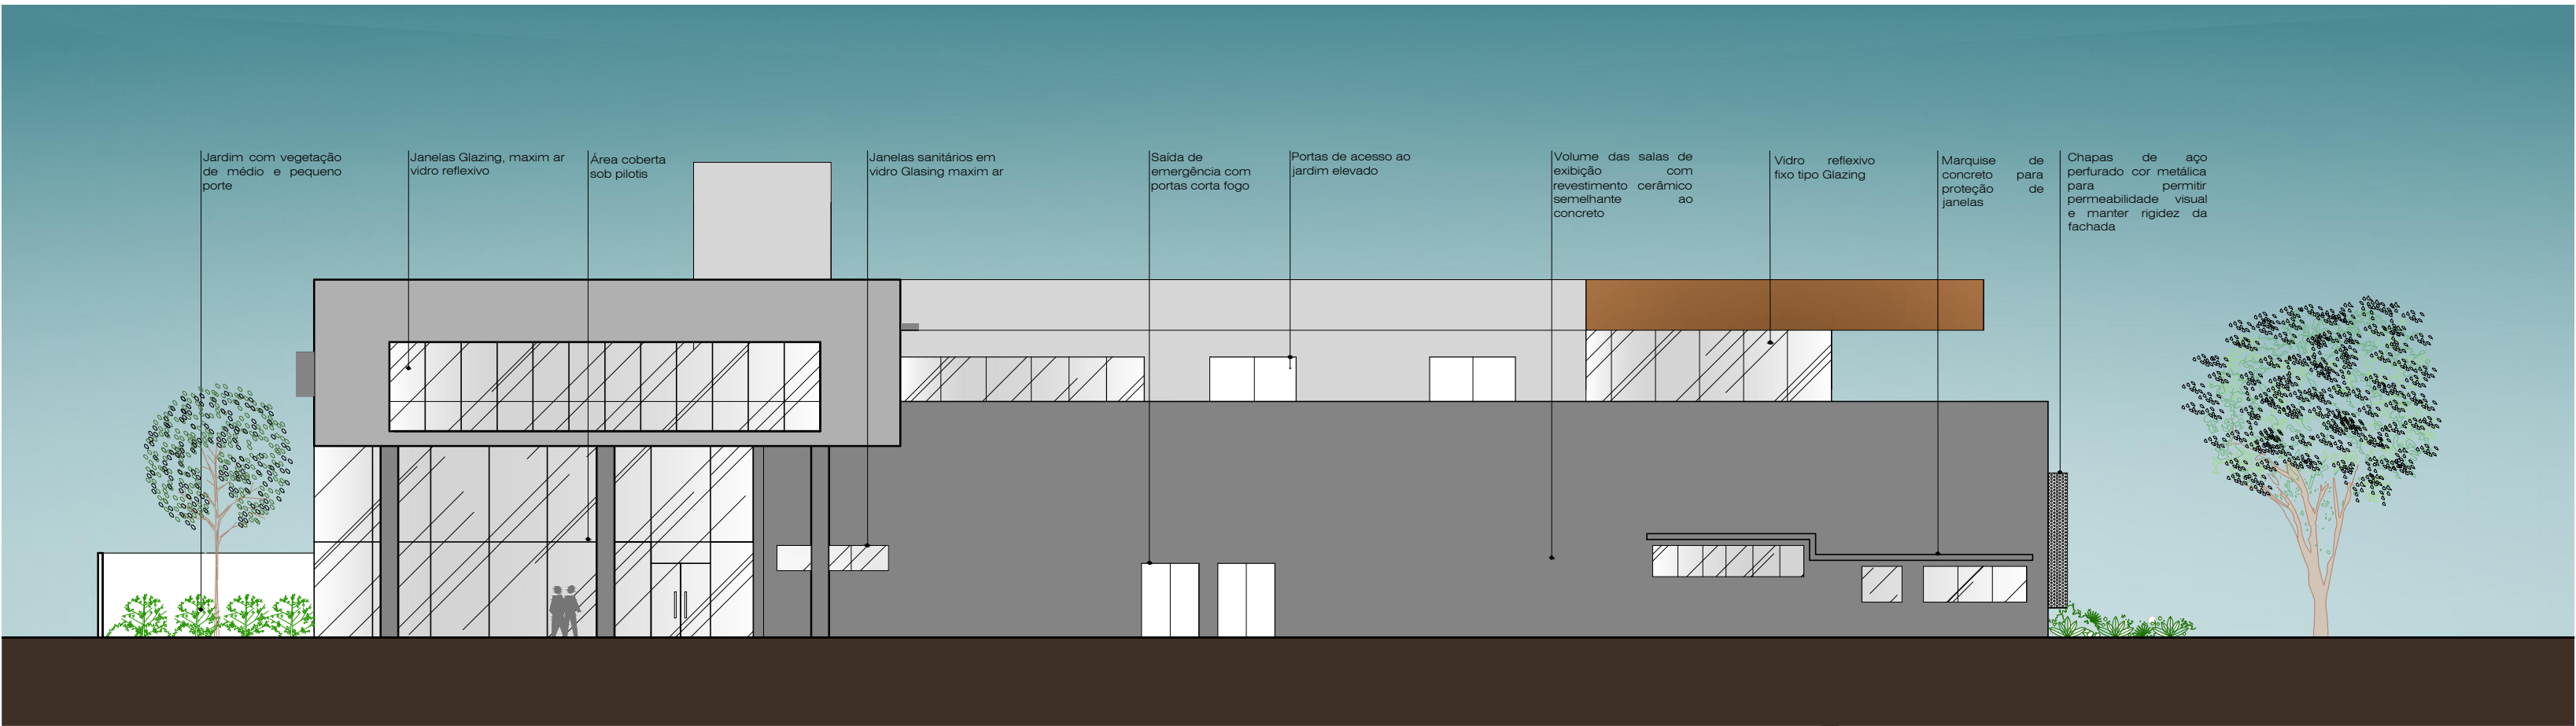 Jardim com vegetação
de médio e pequeno
porte
Janelas Glazing, maxim ar
vidro reflexivo
Área coberta
sob pilotis
Janelas sanitários em
vidro Glasing maxim ar
Saída de
emergência com
portas corta fogo
Portas de acesso ao
jardim elevado
Volume das salas de
exibição com
revestimento cerâmico
semelhante ao
concreto
Vidro reflexivo
fixo tipo Glazing
Marquise de
concreto para
proteção de
janelas
Chapas de aço
perfurado cor metálica
para permitir
permeabilidade visual
e manter rigidez da
fachada